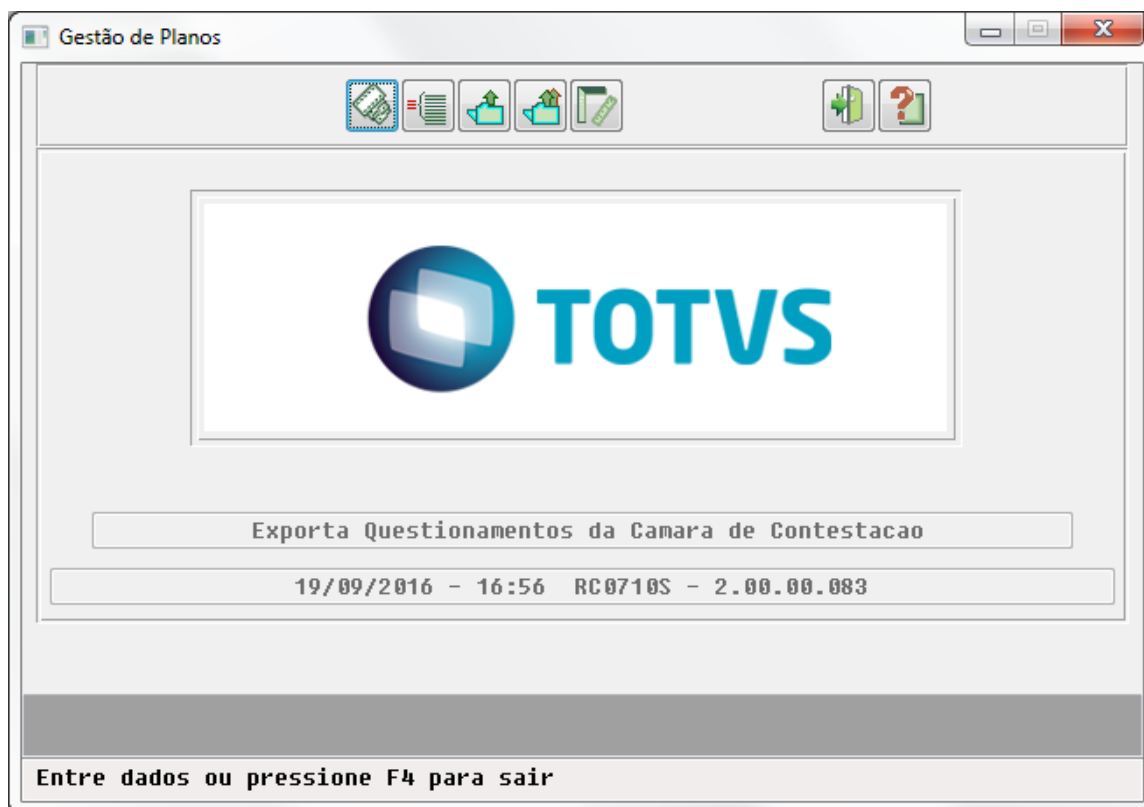 Gestão de Planos
TOTVS
Exporta Questionamentos da Camara de Contestacao
19/09/2016 - 16:56 RC0710S - 2.00.00.083
Entre dados ou pressione F4 para sair